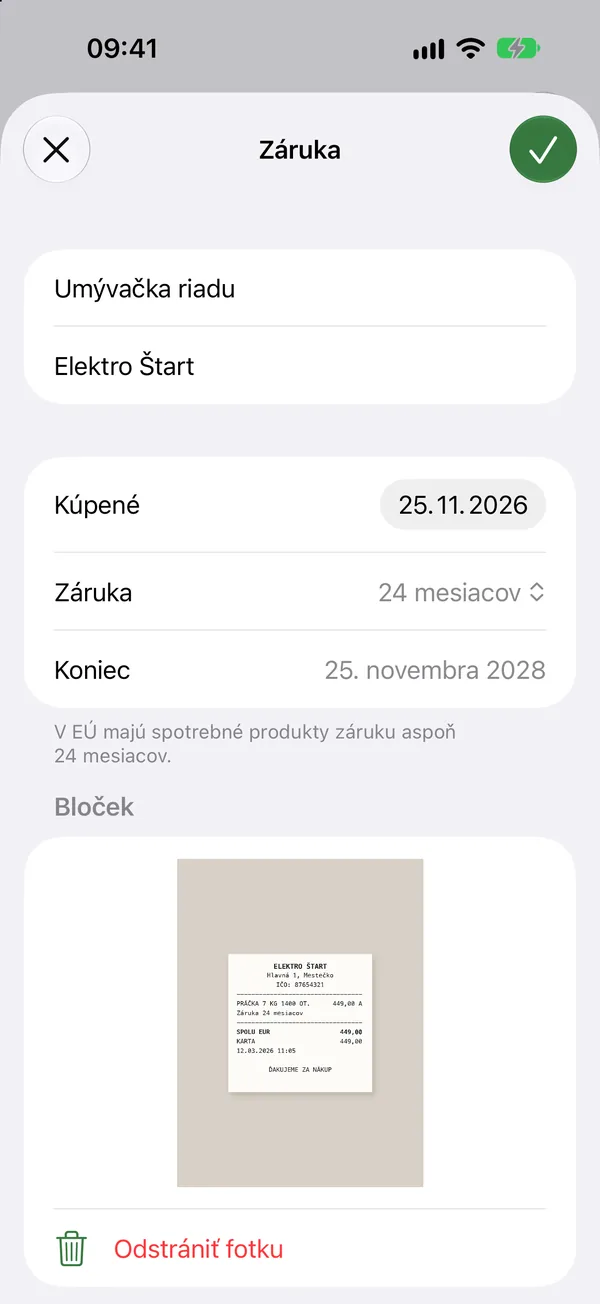 09:41
Záruka
Umývačka riadu
Elektro Štart
Kúpené 25. 11. 2026
Záruka 24 mesiacov
Koniec 25. novembra 2028
V EÚ majú spotrebné produkty záruku aspoň
24 mesiacov.
Bloček
ELEKTRO ŠTART
Hlavná 1, Mestečko
IČO: 87654321
PRÁČKA 7 KG 1400 OT. 449,00 A
Záruka 24 mesiacov
SPOLU EUR 449,00
KARTA 449,00
12.03.2026 11:05
ĎAKUJEME ZA NÁKUP
Odstrániť fotku